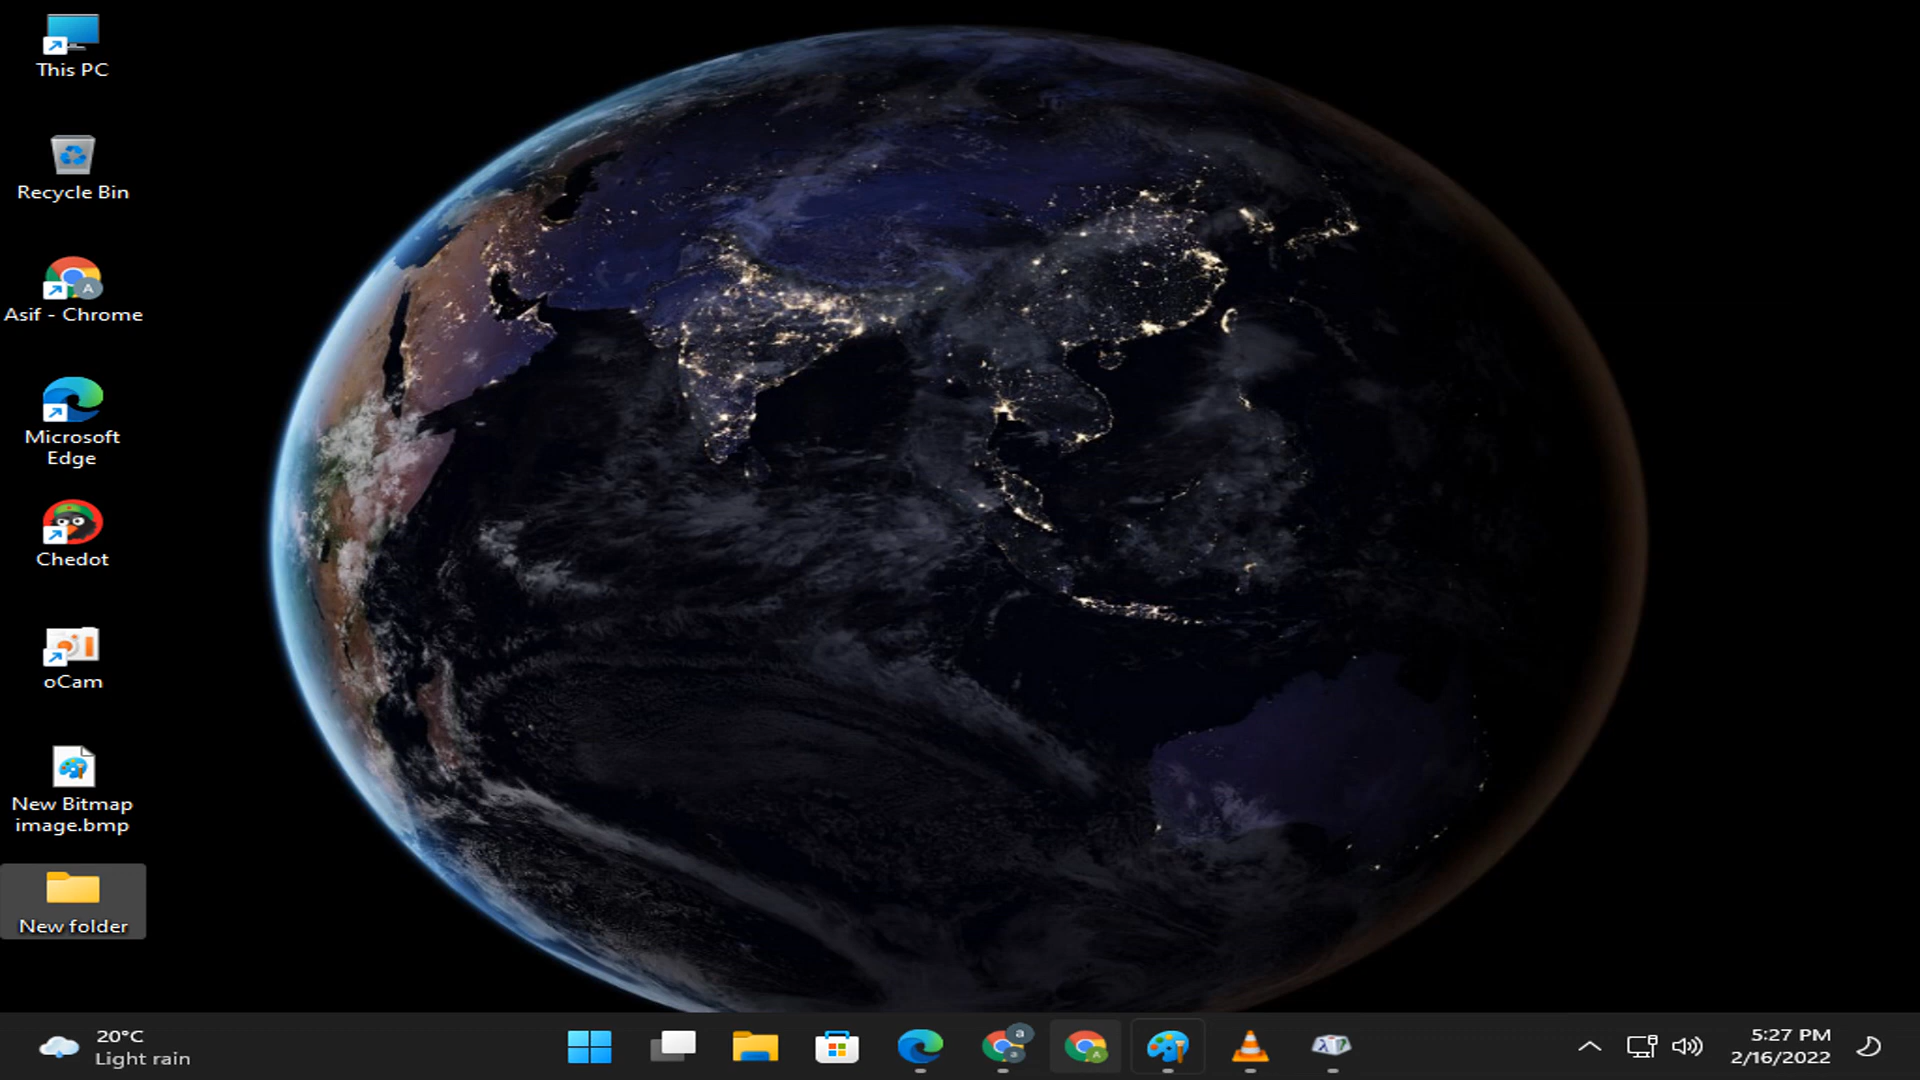 This PC
Recycle Bin
Asif - Chrome
Microsoft
Edge
Chedot
oCam
New Bitmap
image.bmp
New folder
20°C
Light rain
a
a
A
5:27 PM
2/16/2022